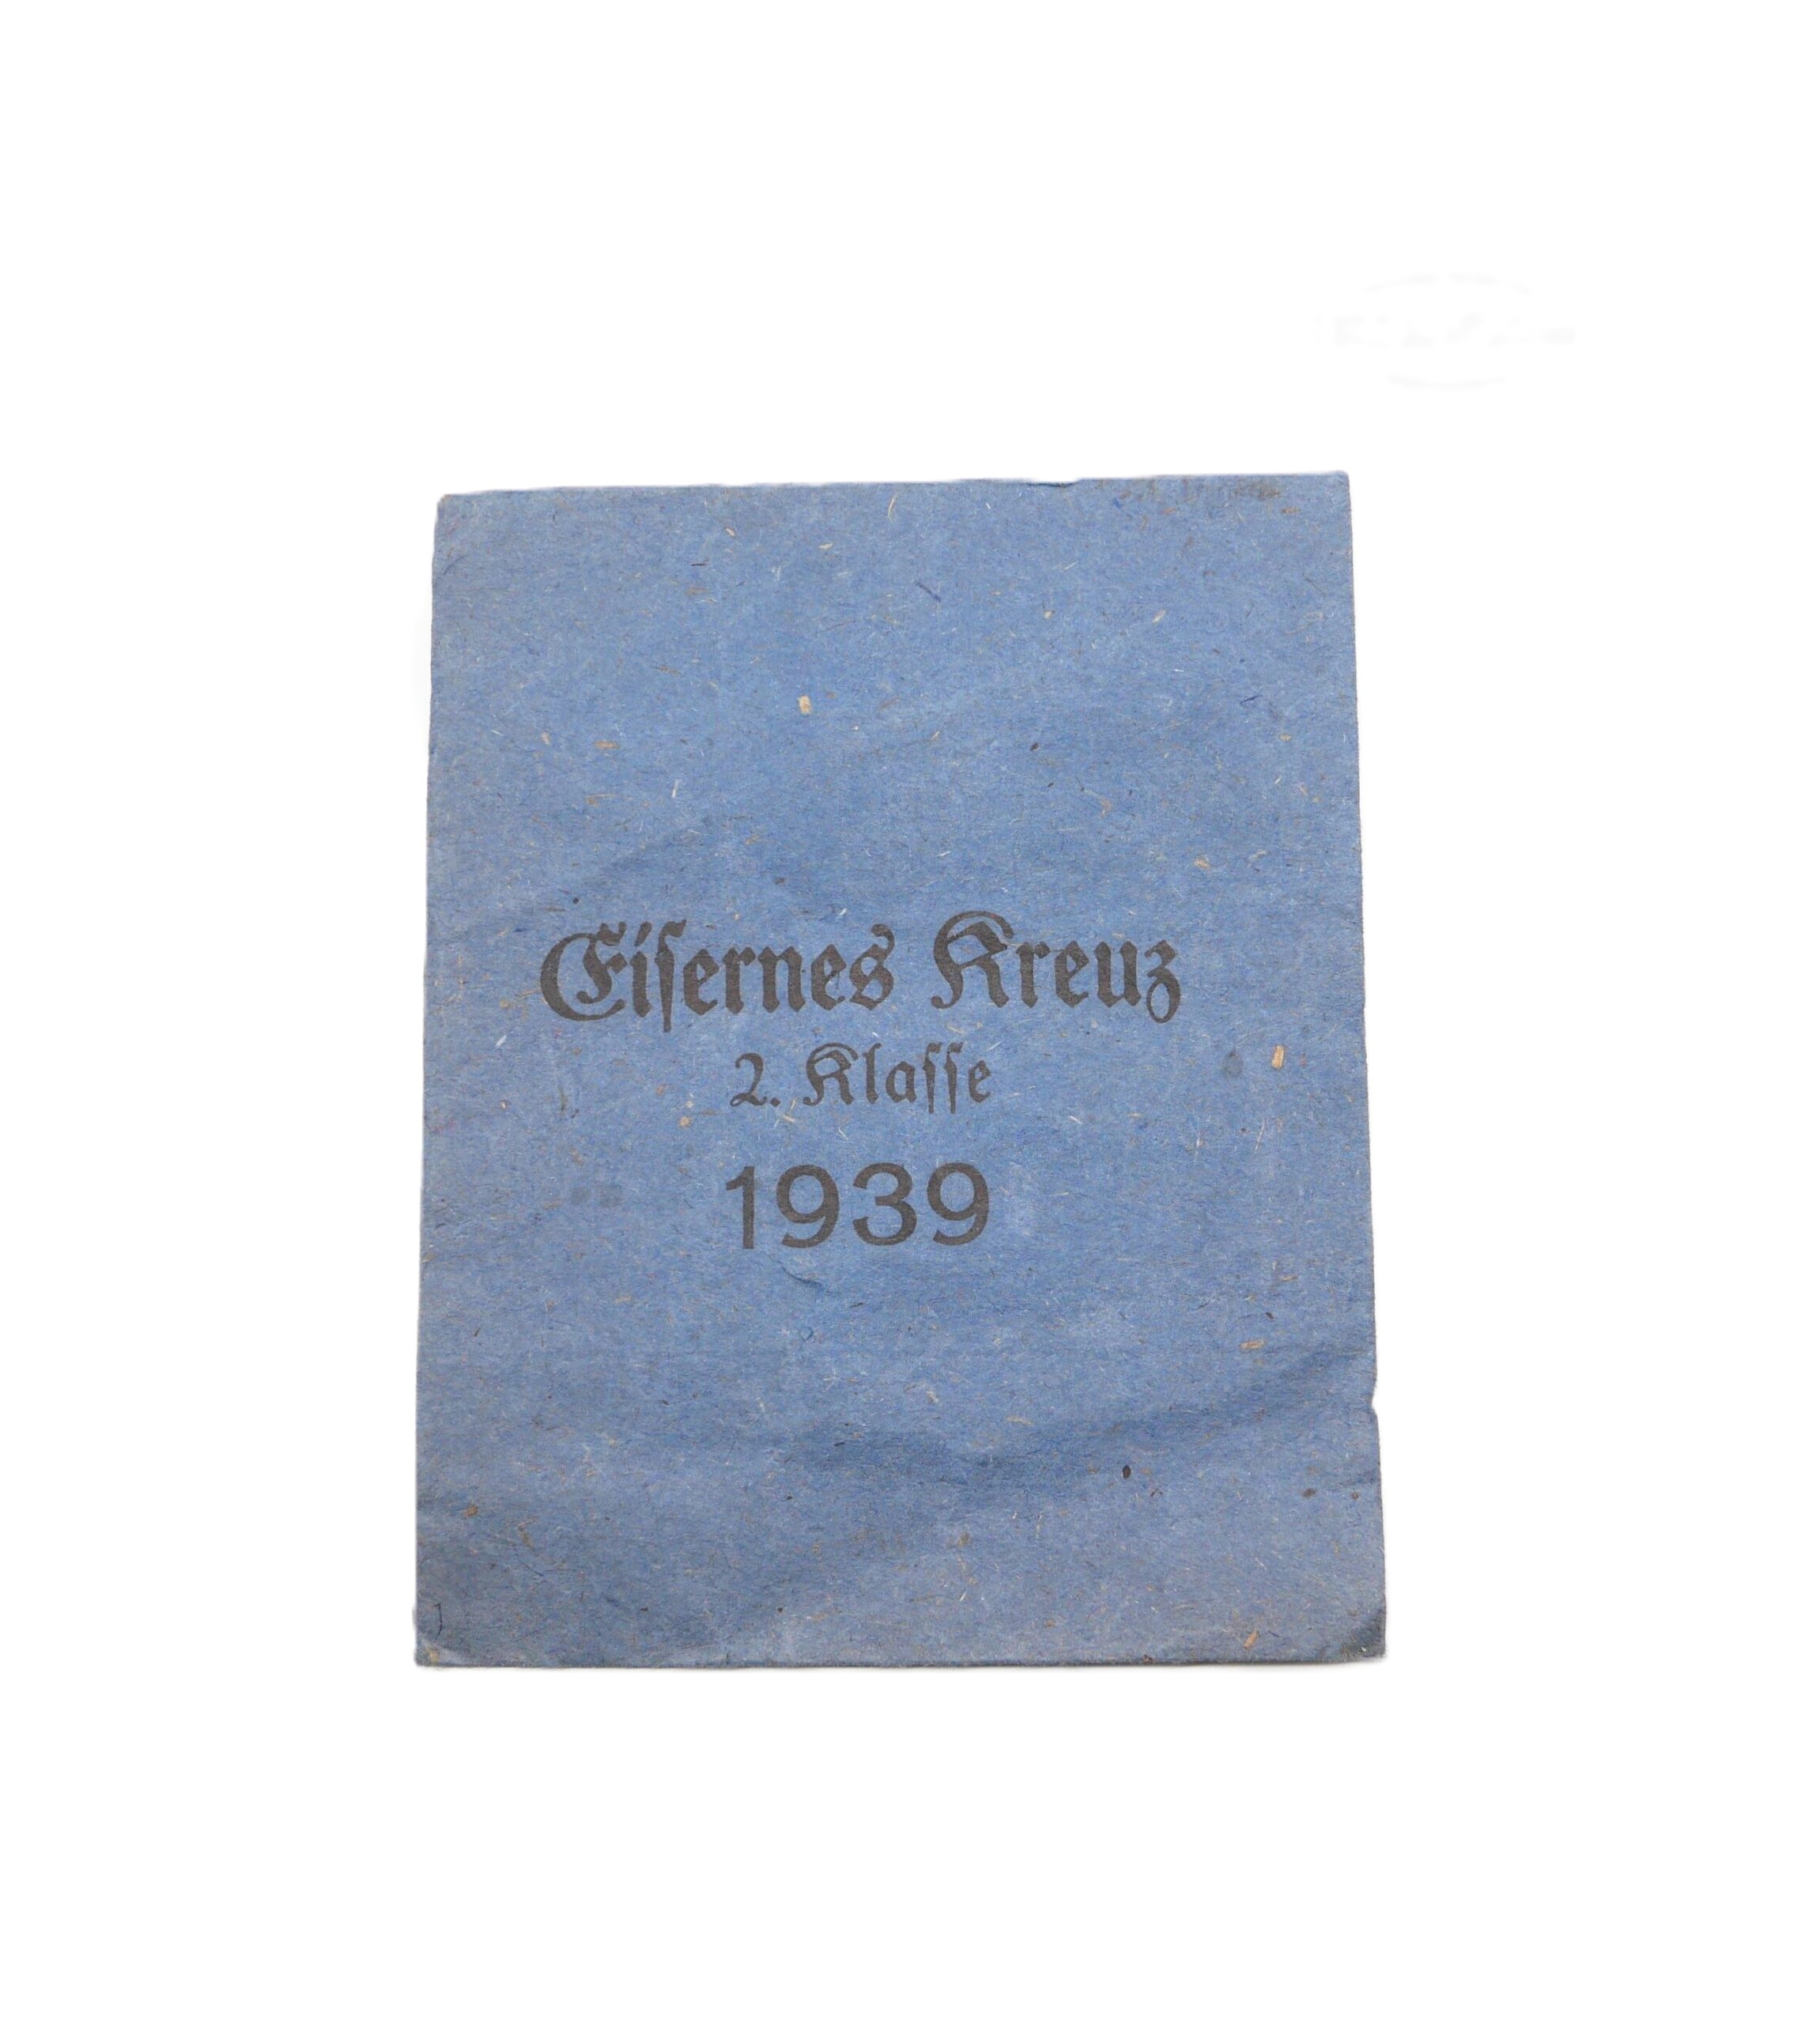 Eiſernes Kreuz
2. Klaſſe
1939